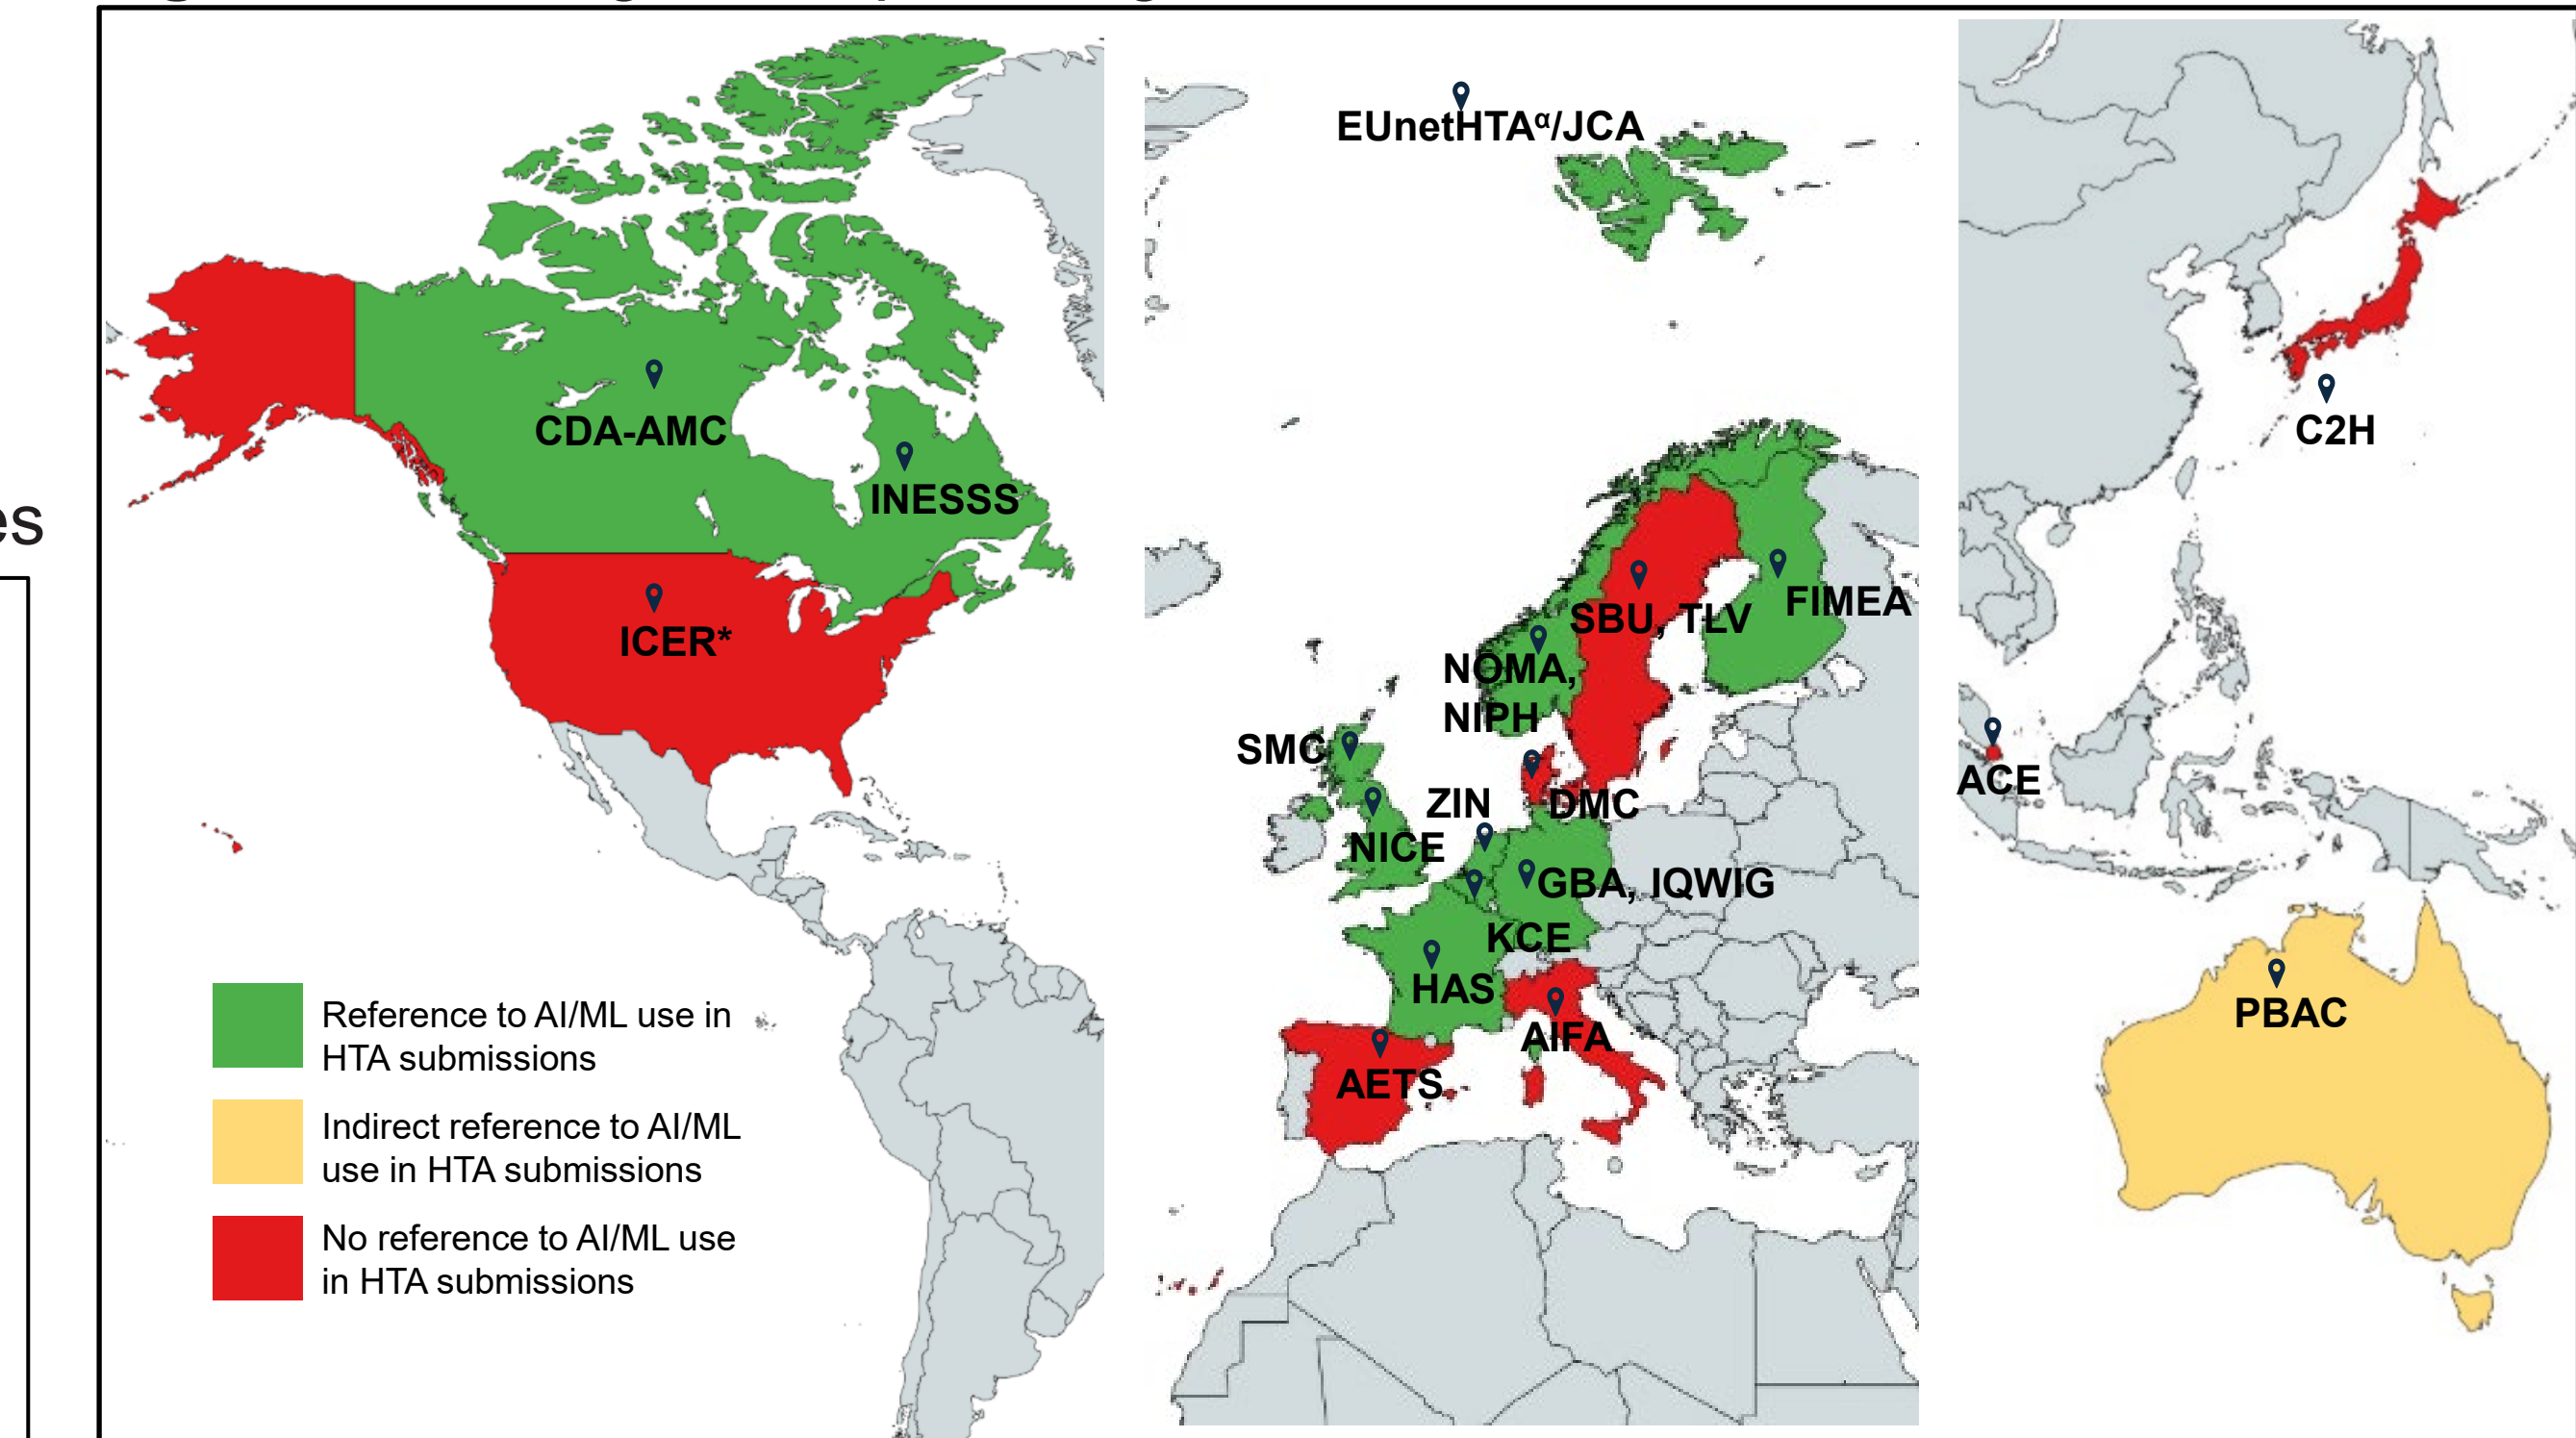 es
EUnetHTAα/JCA
CDA-AMC
INESSS
ICER*
C2H
SBU, TLV
FIMEA
NOMA,
NIPH
SMC
ZIN
DMC
NICE
GBA, IQWIG
KCE
HAS
AIFA
AETS
ACE
PBAC
Reference to AI/ML use in
HTA submissions
Indirect reference to AI/ML
use in HTA submissions
No reference to AI/ML use
in HTA submissions